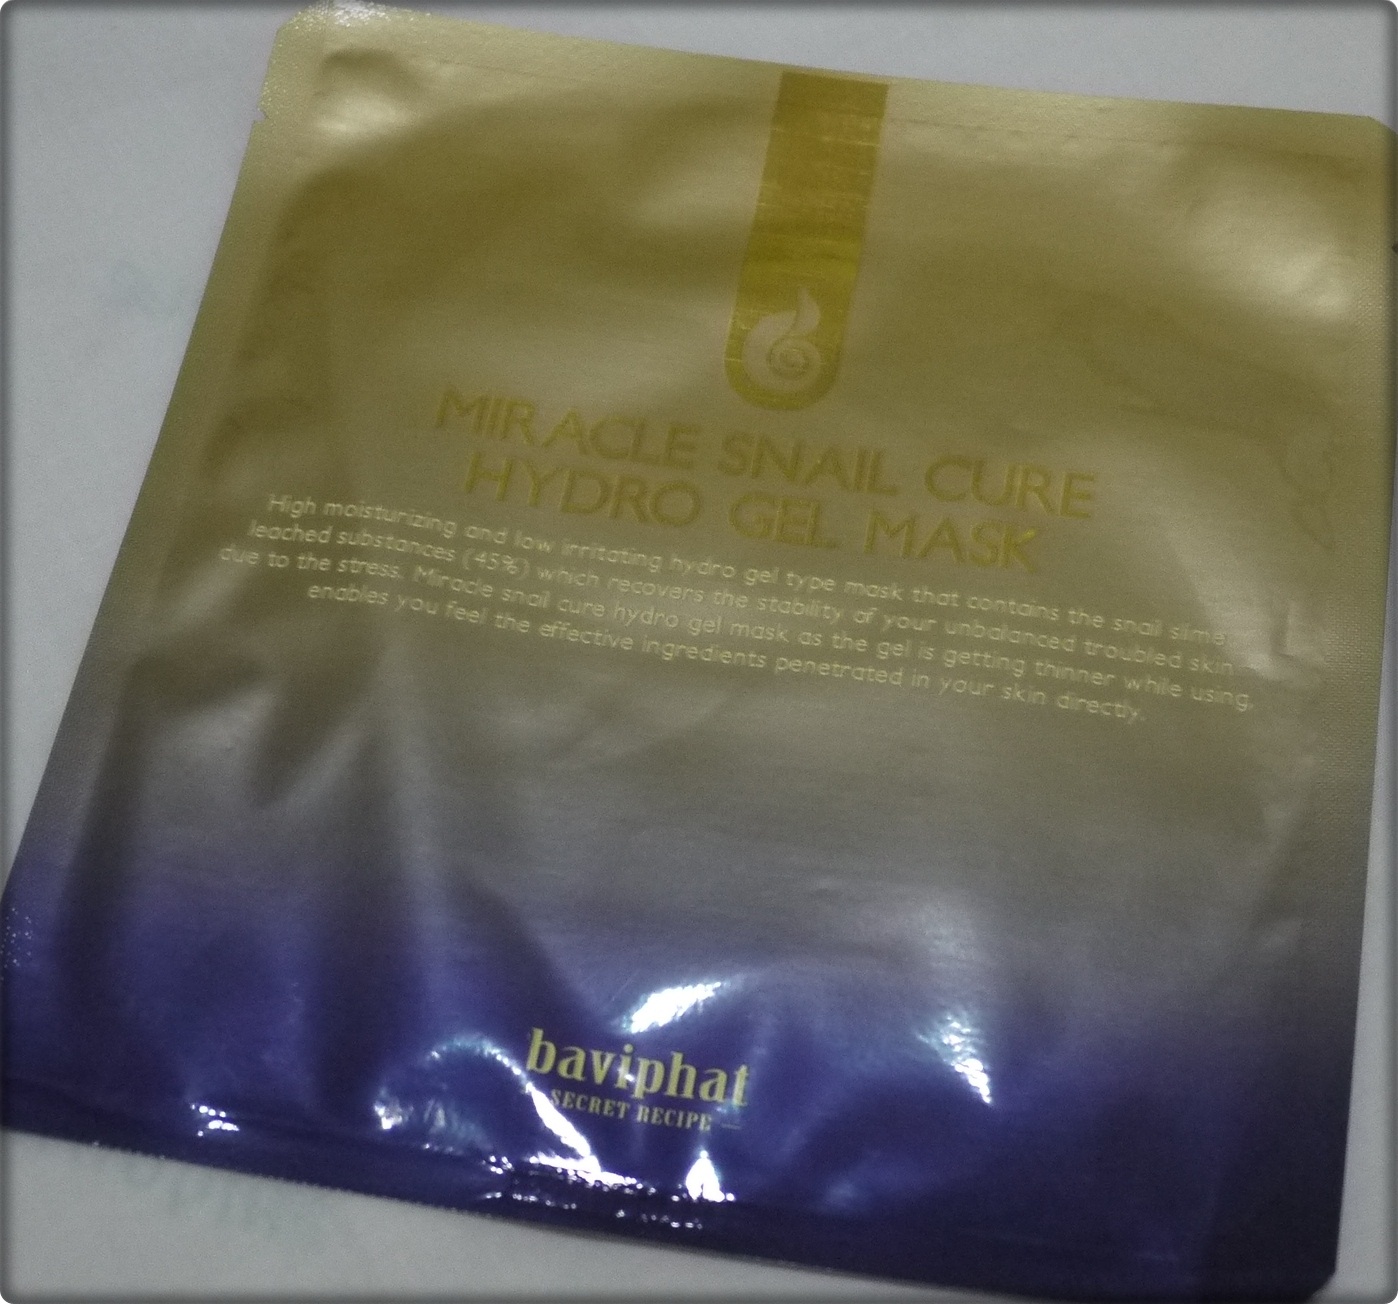 MIRACLE SNAIL CURE
HYDRO GEL MASK
High moisturizing and low irritating hydro gel type mask that contains the snail slime
leached substances (45%) which recovers the stability of your unbalanced troubled skin
due to the stress. Miracle snail cure hydro gel mask as the gel is getting thinner while using,
enables you feel the effective ingredients penetrated in your skin directly.
baviphat
SECRET RECIPE